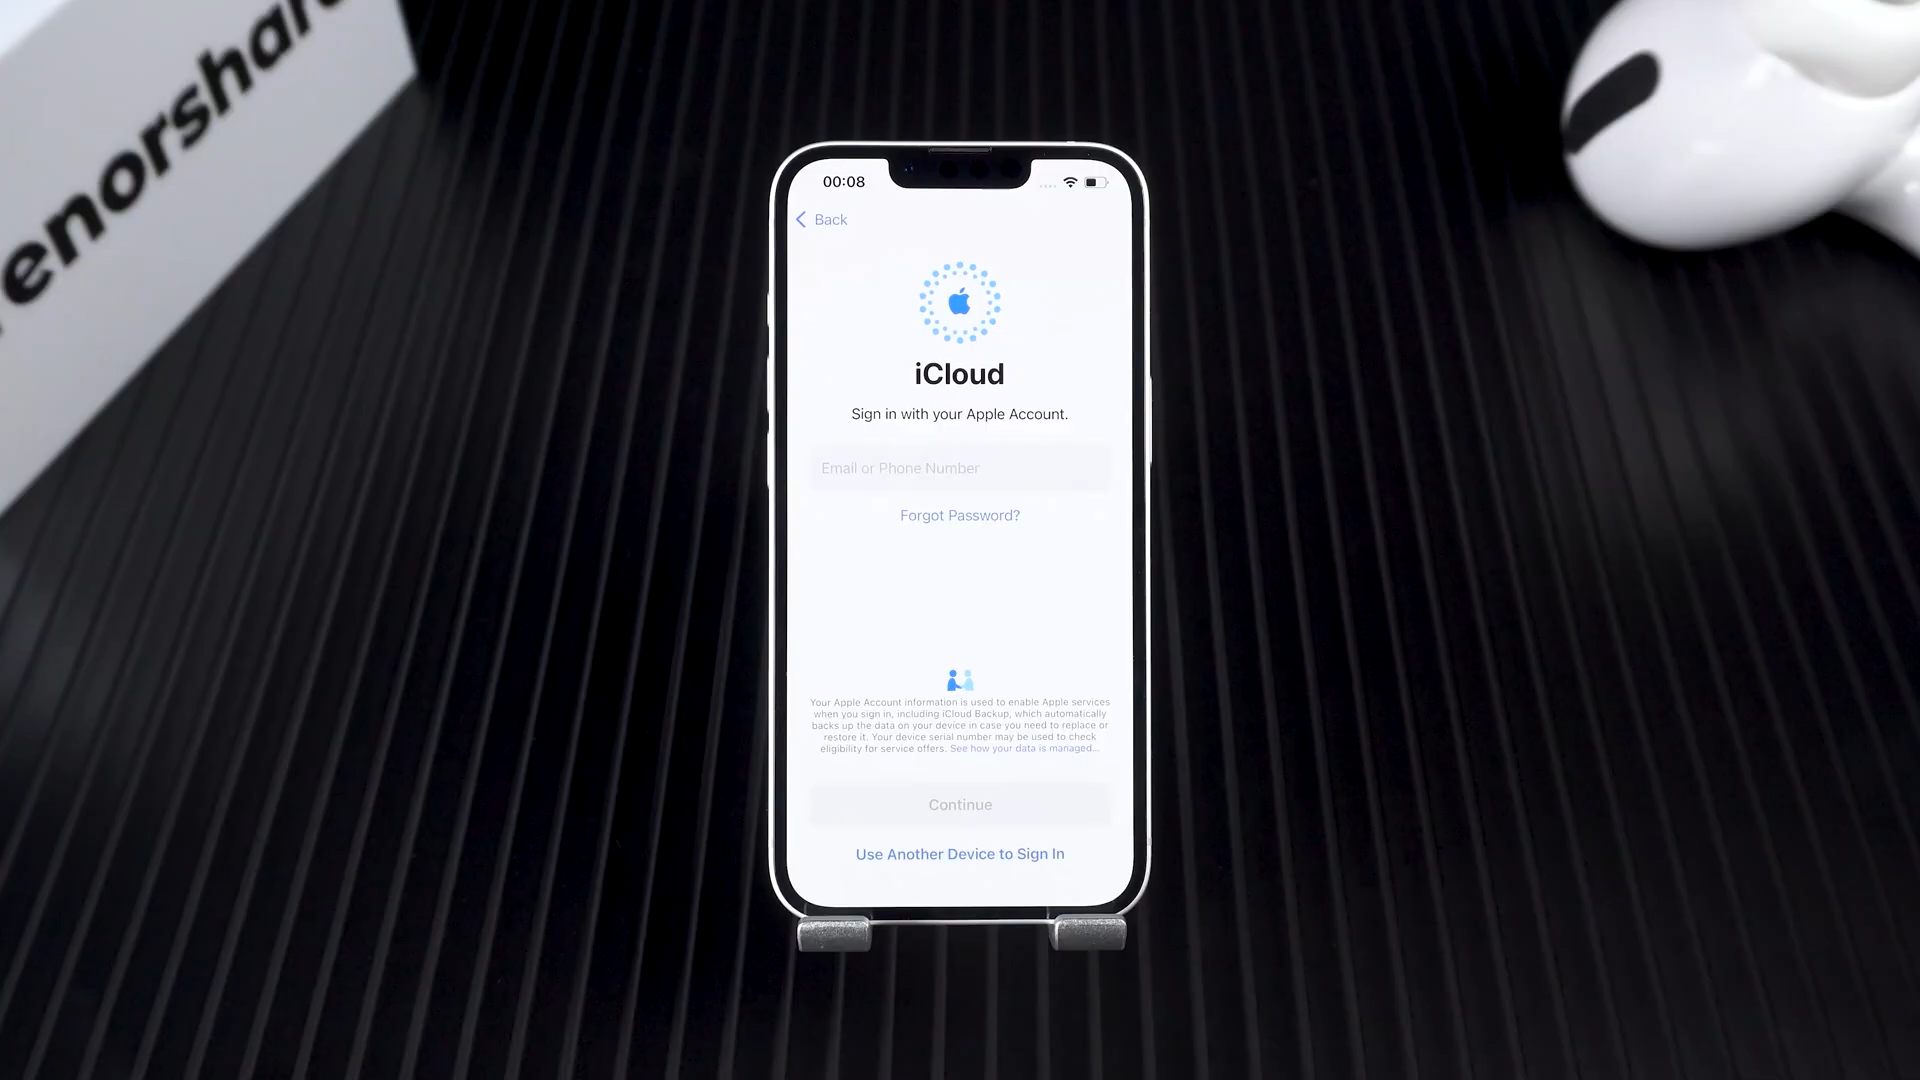 enorshar
00:08
Back
iCloud
Sign in with your Apple Account.
Email or Phone Number
Forgot Password?
Your Apple Account information is used to enable Apple services
when you sign in, including iCloud Backup, which automatically
backs up the data on your device in case you need to replace or
restore it. Your device serial number may be used to check
eligibility for service offers. See how your data is managed...
Continue
Use Another Device to Sign In